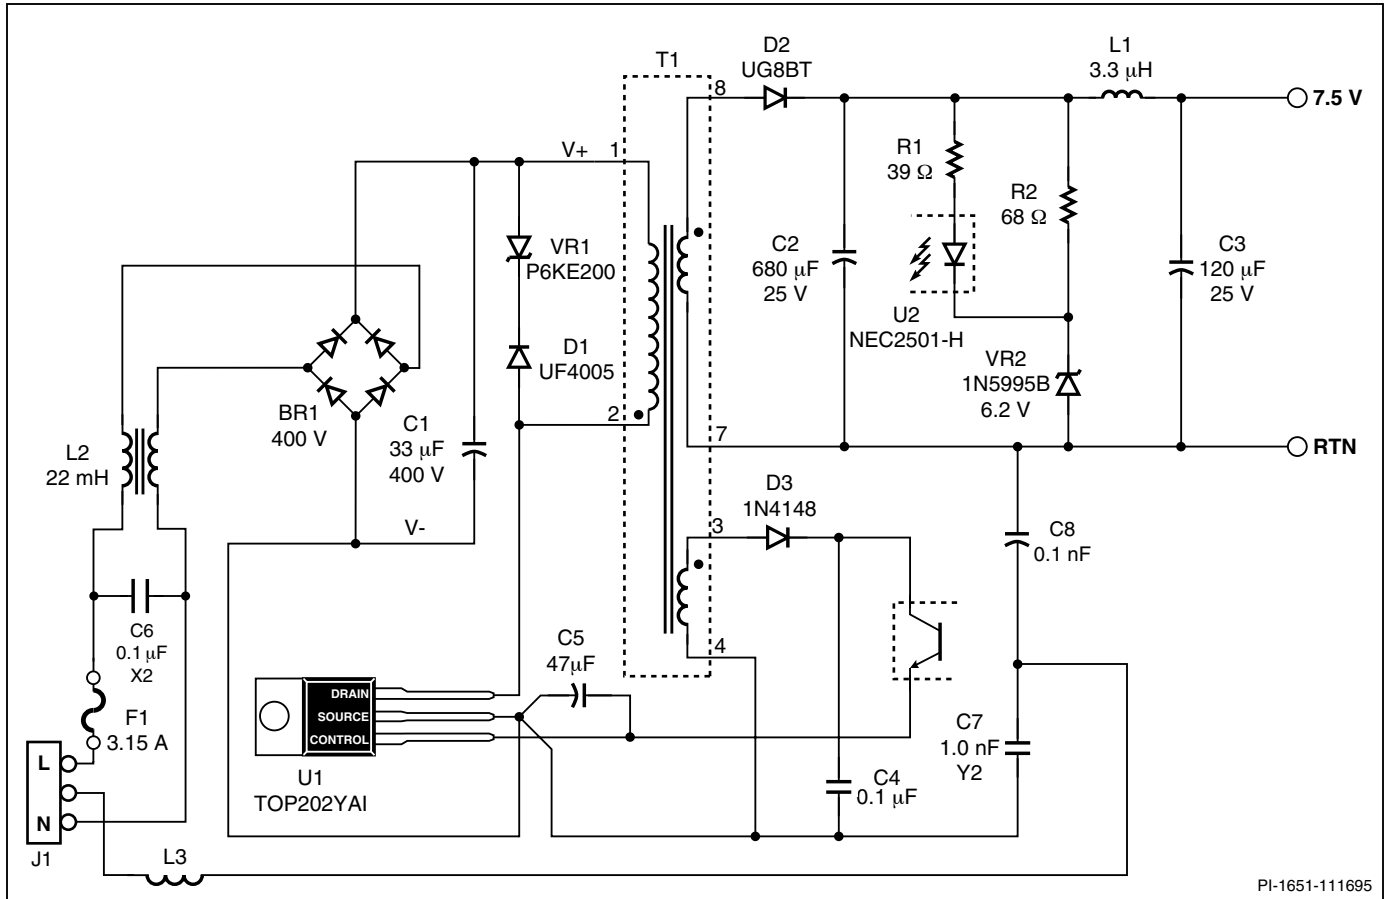 D2
UG8BT
L1
3.3 µH
T1
8
7.5 V
R1
39 Ω
V+
1
R2
68 Ω
VR1
P6KE200
C2
680 µF
25 V
C3
120 µF
25 V
U2
NEC2501-H
D1
UF4005
VR2
1N5995B
6.2 V
BR1
400 V
C1
33 µF
400 V
2
7
RTN
L2
22 mH
D3
1N4148
V-
3
C8
0.1 nF
C6
0.1 µF
X2
C5
47µF
4
DRAIN
SOURCE
CONTROL
F1
3.15 A
C7
1.0 nF
Y2
L
N
J1
U1
TOP202YAI
C4
0.1 µF
L3
PI-1651-111695